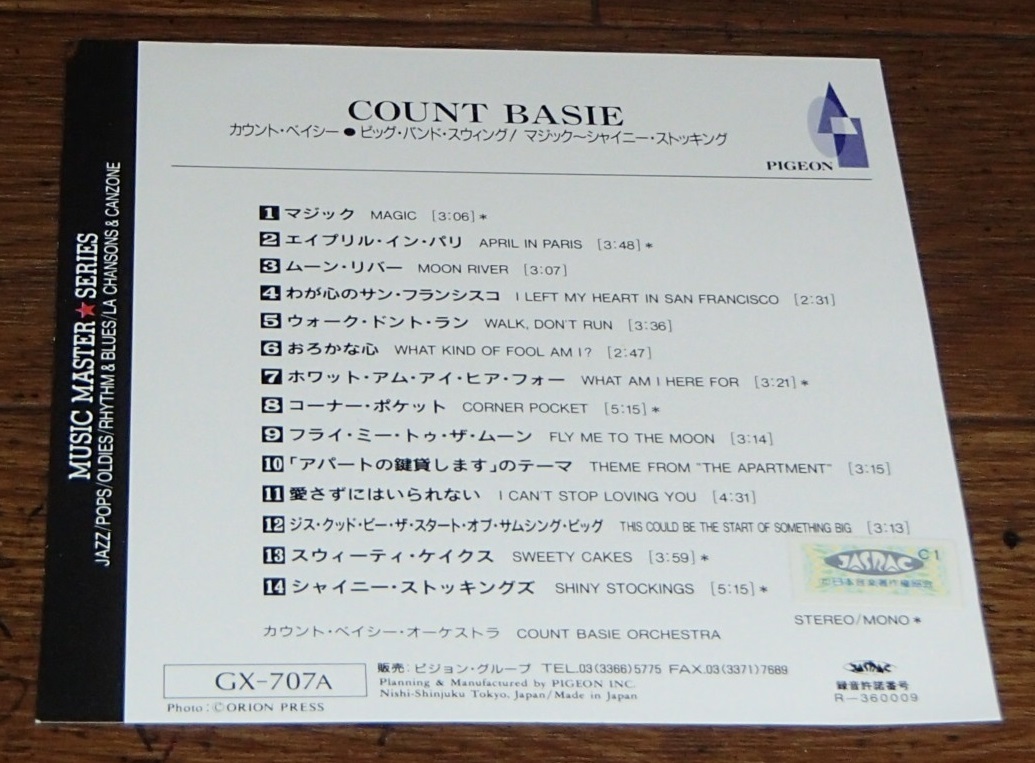 COUNT BASIE
カウント・ベイシー●ビッグ・バンド・スウィング/ マジック〜シャイニー・ストッキング
PIGEON
MUSIC MASTER★SERIES
JAZZ/POPS/OLDIES/RHYTHM & BLUES/LA CHANSONS & CANZONE
1 マジック MAGIC [3:06]*
2 エイプリル・イン・パリ APRIL IN PARIS [3:48]*
3 ムーン・リバー MOON RIVER [3:07]
4 わが心のサン・フランシスコ I LEFT MY HEART IN SAN FRANCISCO [2:31]
5 ウォーク・ドント・ラン WALK, DON'T RUN [3:36]
6 おろかな心 WHAT KIND OF FOOL AM I? [2:47]
7 ホワット・アム・アイ・ヒア・フォー WHAT AM I HERE FOR [3:21]*
8 コーナー・ポケット CORNER POCKET [5:15]*
9 フライ・ミー・トゥ・ザ・ムーン FLY ME TO THE MOON [3:14]
10 「アパートの鍵貸します」のテーマ THEME FROM "THE APARTMENT" [3:15]
11 愛さずにはいられない I CAN'T STOP LOVING YOU [4:31]
12 ジス・クッド・ビー・ザ・スタート・オブ・サムシング・ビッグ THIS COULD BE THE START OF SOMETHING BIG [3:13]
13 スウィーティ・ケイクス SWEETY CAKES [3:59]*
14 シャイニー・ストッキングズ SHINY STOCKINGS [5:15]*
JASRAC C1
日本音楽著作権協会
STEREO/MONO*
カウント・ベイシー・オーケストラ COUNT BASIE ORCHESTRA
GX-707A
Photo:©ORION PRESS
販売:ピジョン・グループ TEL.03(3366)5775 FAX.03(3371)7689
Planning & Manufactured by PIGEON INC.
Nishi-Shinjuku Tokyo, Japan/Made in Japan
JASRAC
録音許諾番号
R-360009